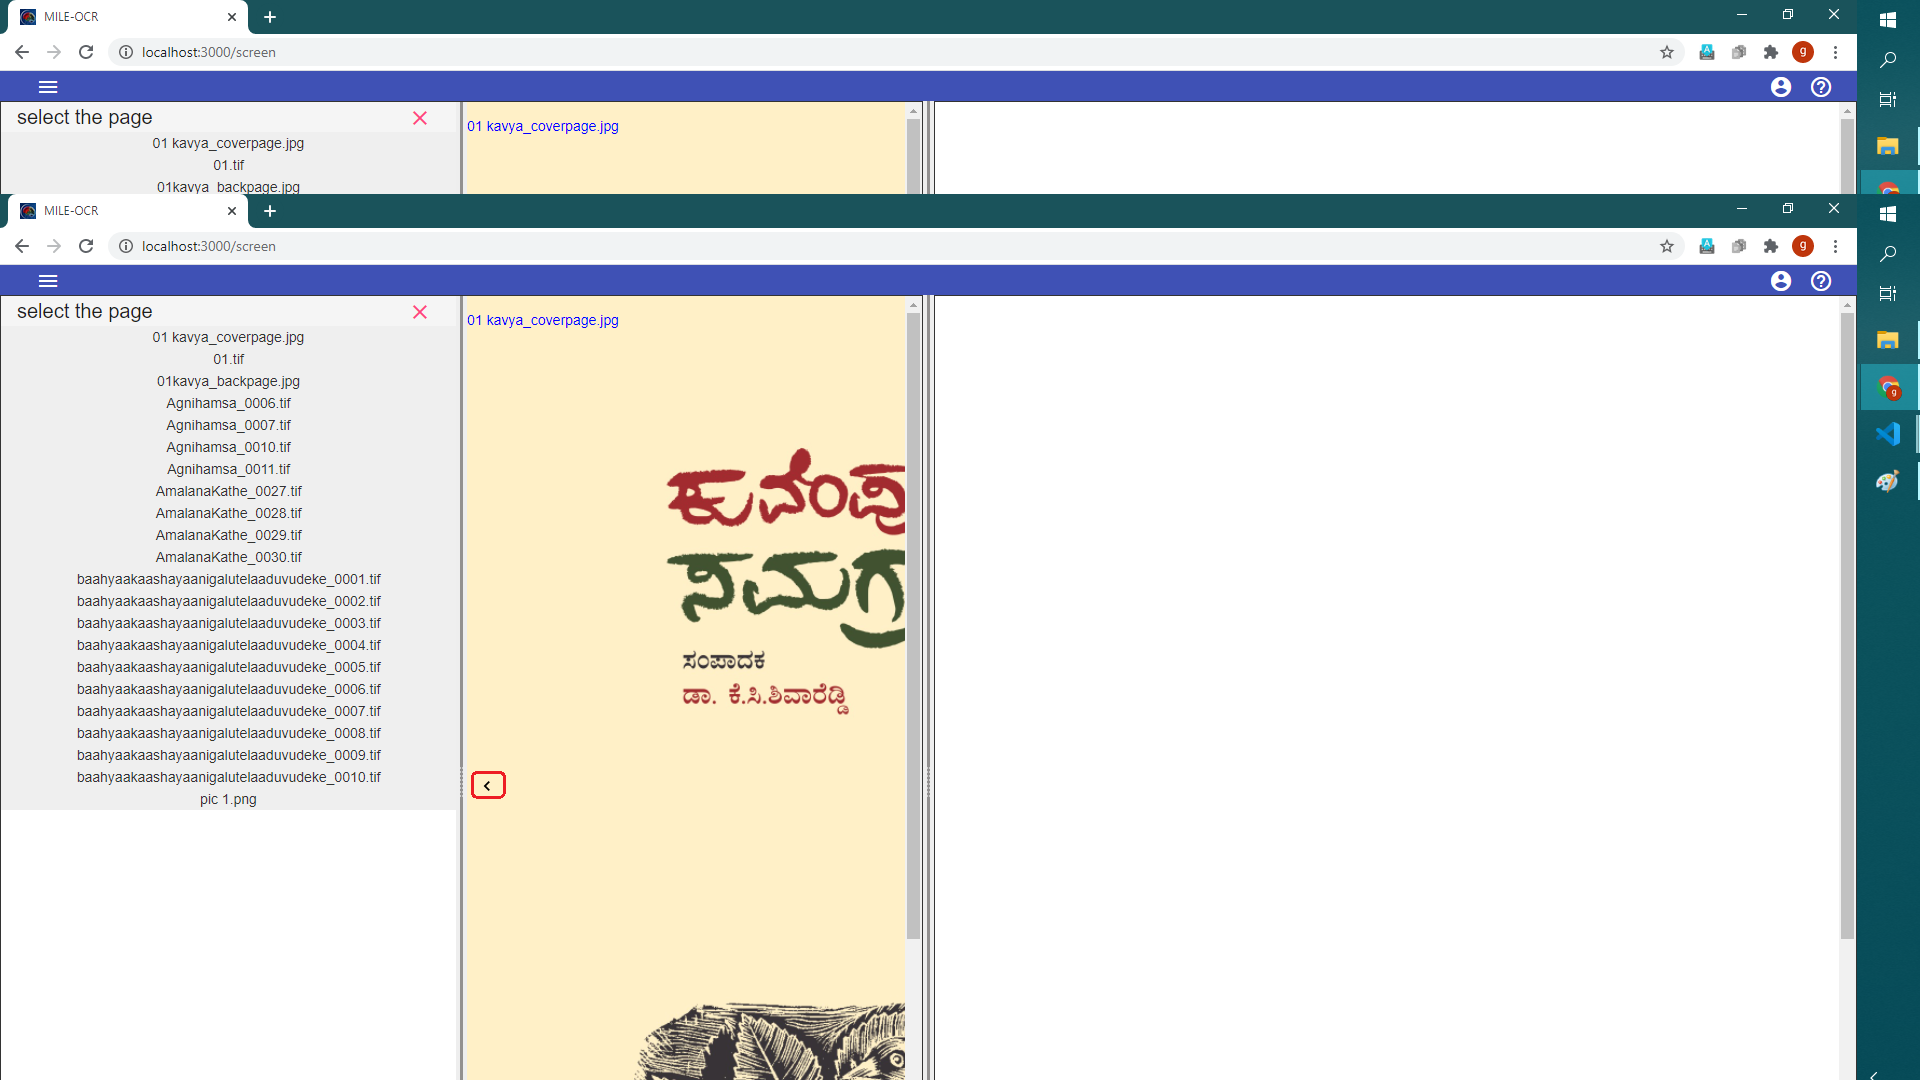 MILE-OCR
localhost:3000/screen
g
select the page
01 kavya_coverpage.jpg
01.tif
01kavya_backpage.jpg
01 kavya_coverpage.jpg
MILE-OCR
localhost:3000/screen
g
select the page
01 kavya_coverpage.jpg
01.tif
01kavya_backpage.jpg
Agnihamsa_0006.tif
Agnihamsa_0007.tif
Agnihamsa_0010.tif
Agnihamsa_0011.tif
AmalanaKathe_0027.tif
AmalanaKathe_0028.tif
AmalanaKathe_0029.tif
AmalanaKathe_0030.tif
baahyaakaashayaanigalutelaaduvudeke_0001.tif
baahyaakaashayaanigalutelaaduvudeke_0002.tif
baahyaakaashayaanigalutelaaduvudeke_0003.tif
baahyaakaashayaanigalutelaaduvudeke_0004.tif
baahyaakaashayaanigalutelaaduvudeke_0005.tif
baahyaakaashayaanigalutelaaduvudeke_0006.tif
baahyaakaashayaanigalutelaaduvudeke_0007.tif
baahyaakaashayaanigalutelaaduvudeke_0008.tif
baahyaakaashayaanigalutelaaduvudeke_0009.tif
baahyaakaashayaanigalutelaaduvudeke_0010.tif
pic 1.png
01 kavya_coverpage.jpg
ಕುವೆಂಪು
ಸಮಗ್ರ
ಸಂಪಾದಕ
ಡಾ. ಕೆ.ಸಿ.ಶಿವಾರೆಡ್ಡಿ
g